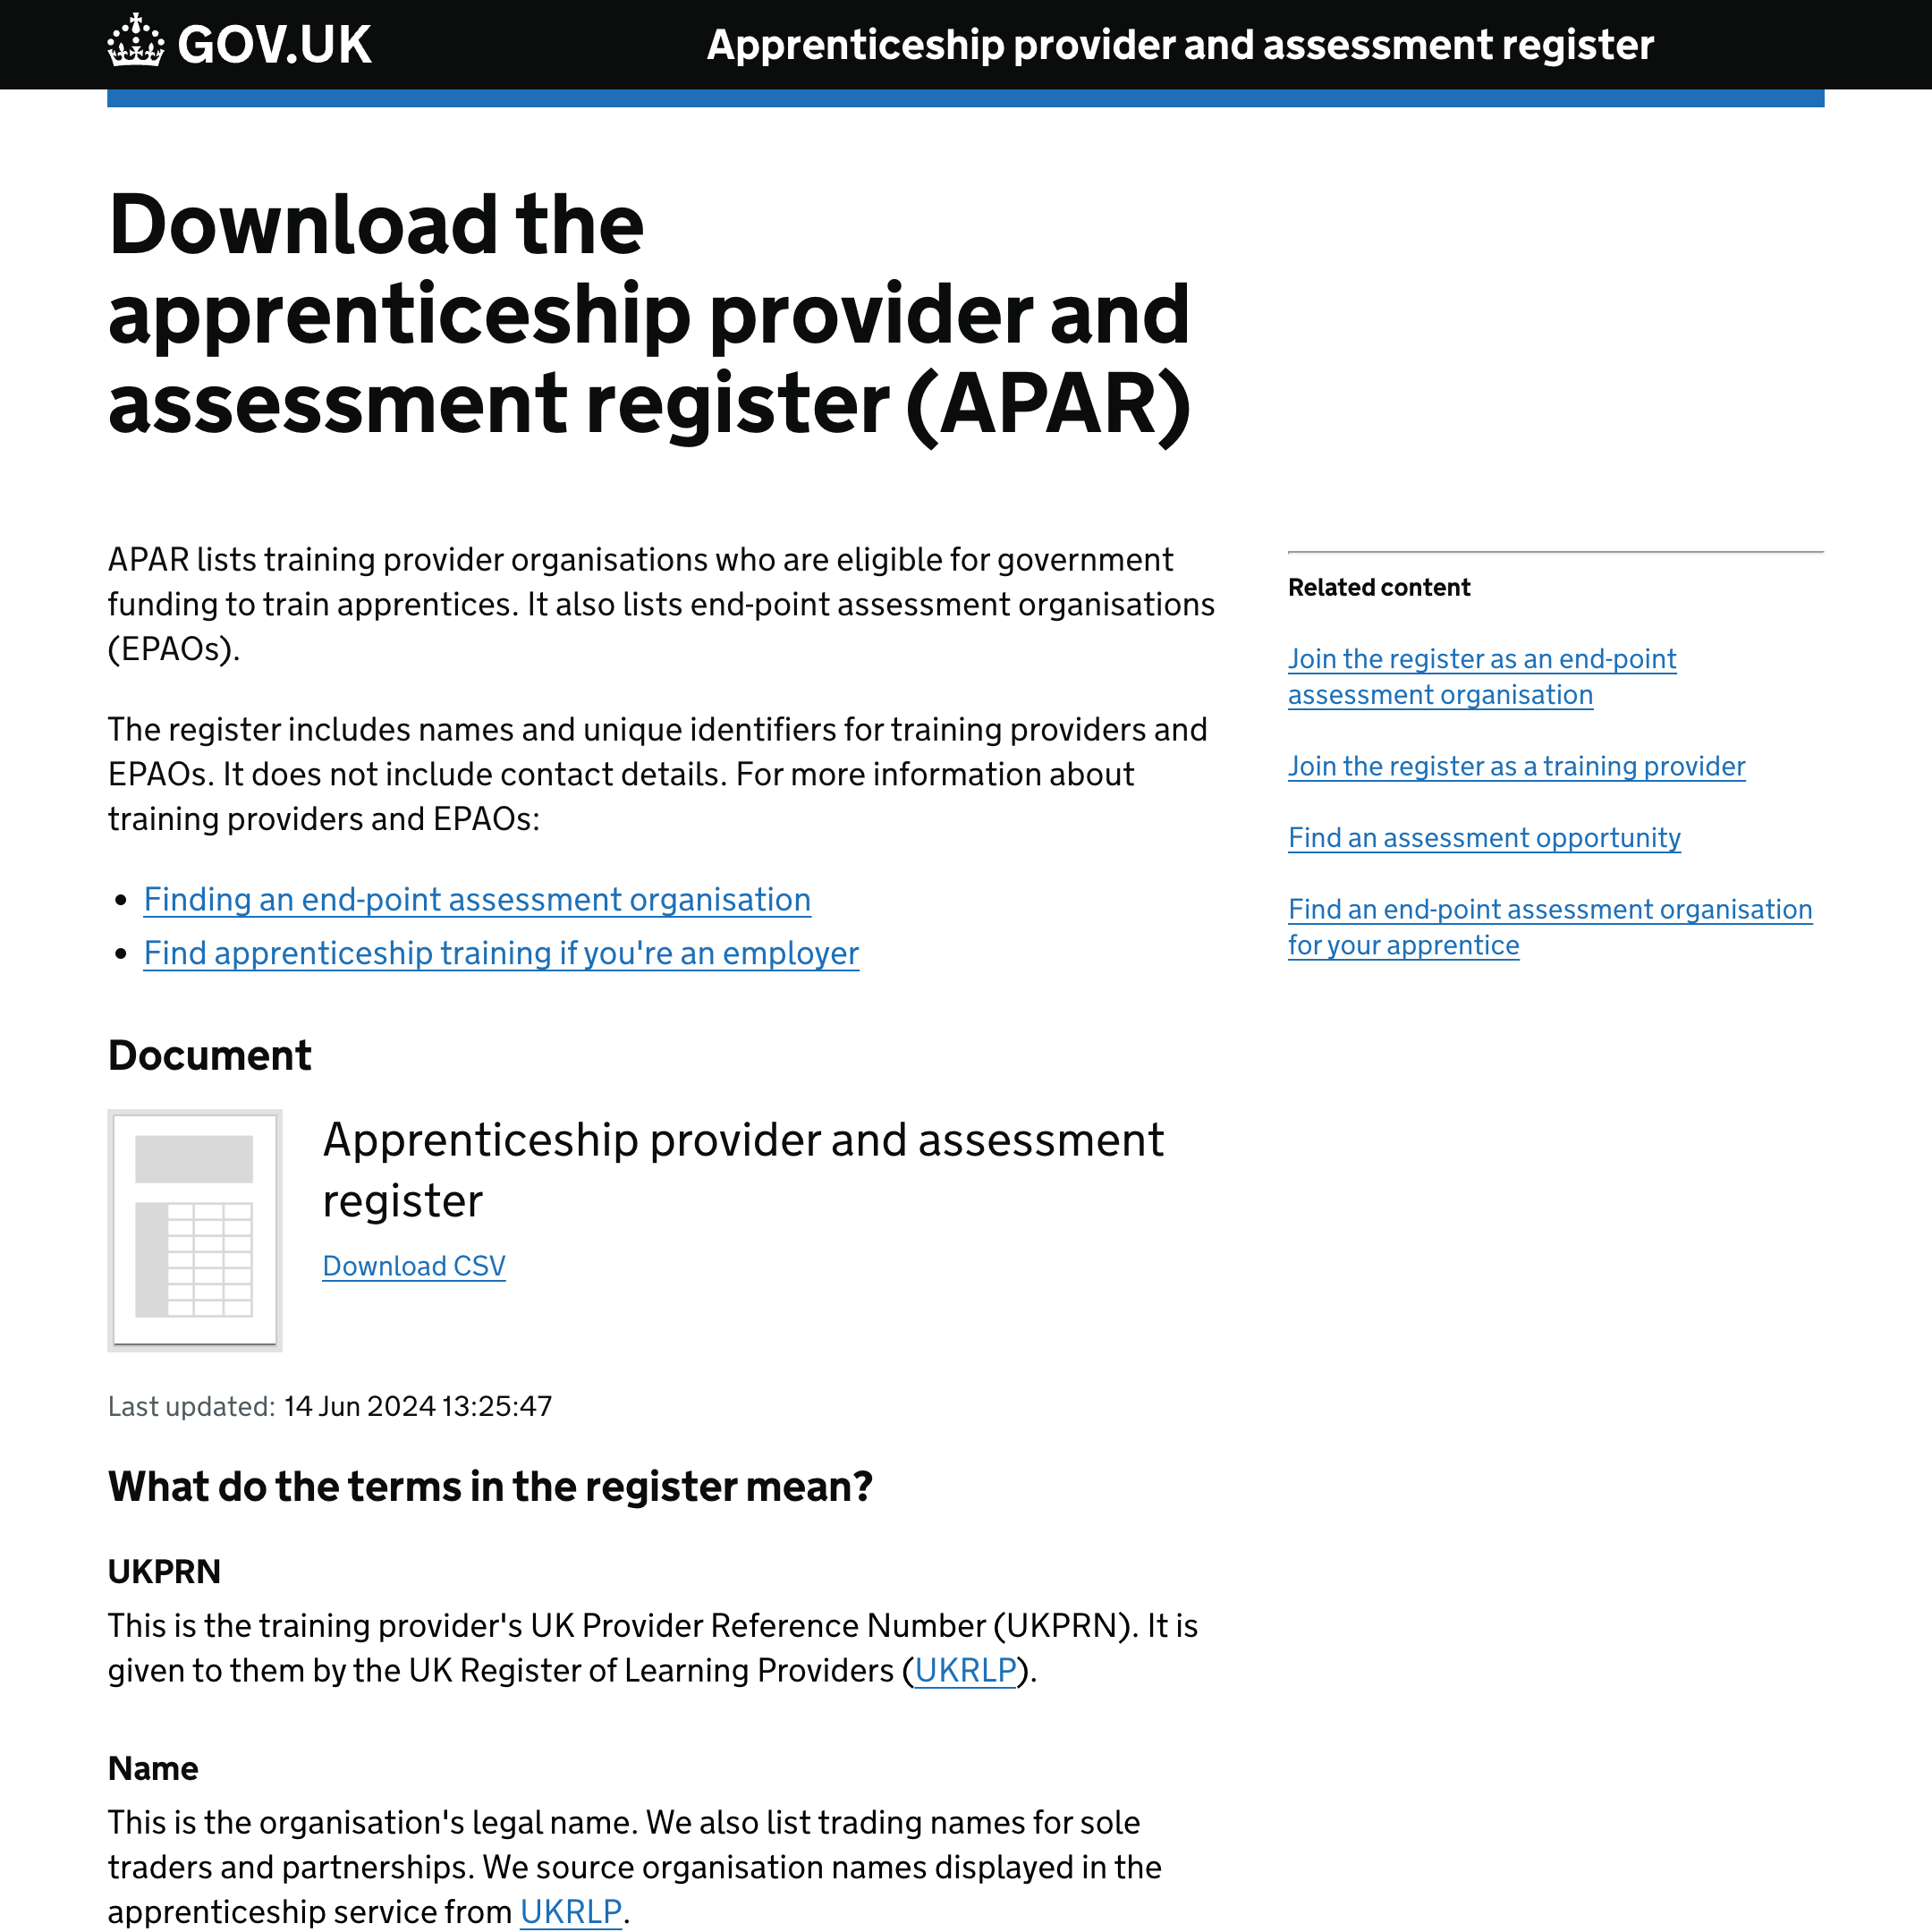 GOV.UK
Apprenticeship provider and assessment register
Download the
apprenticeship provider and
assessment register (APAR)
APAR lists training provider organisations who are eligible for government
funding to train apprentices. It also lists end-point assessment organisations
(EPAOs).
The register includes names and unique identifiers for training providers and
EPAOs. It does not include contact details. For more information about
training providers and EPAOs:
• Finding an end-point assessment organisation
• Find apprenticeship training if you're an employer
Related content
Join the register as an end-point
assessment organisation
Join the register as a training provider
Find an assessment opportunity
Find an end-point assessment organisation
for your apprentice
Document
Apprenticeship provider and assessment
register
Download CSV
Last updated: 14 Jun 2024 13:25:47
What do the terms in the register mean?
UKPRN
This is the training provider's UK Provider Reference Number (UKPRN). It is
given to them by the UK Register of Learning Providers (UKRLP).
Name
This is the organisation's legal name. We also list trading names for sole
traders and partnerships. We source organisation names displayed in the
apprenticeship service from UKRLP.